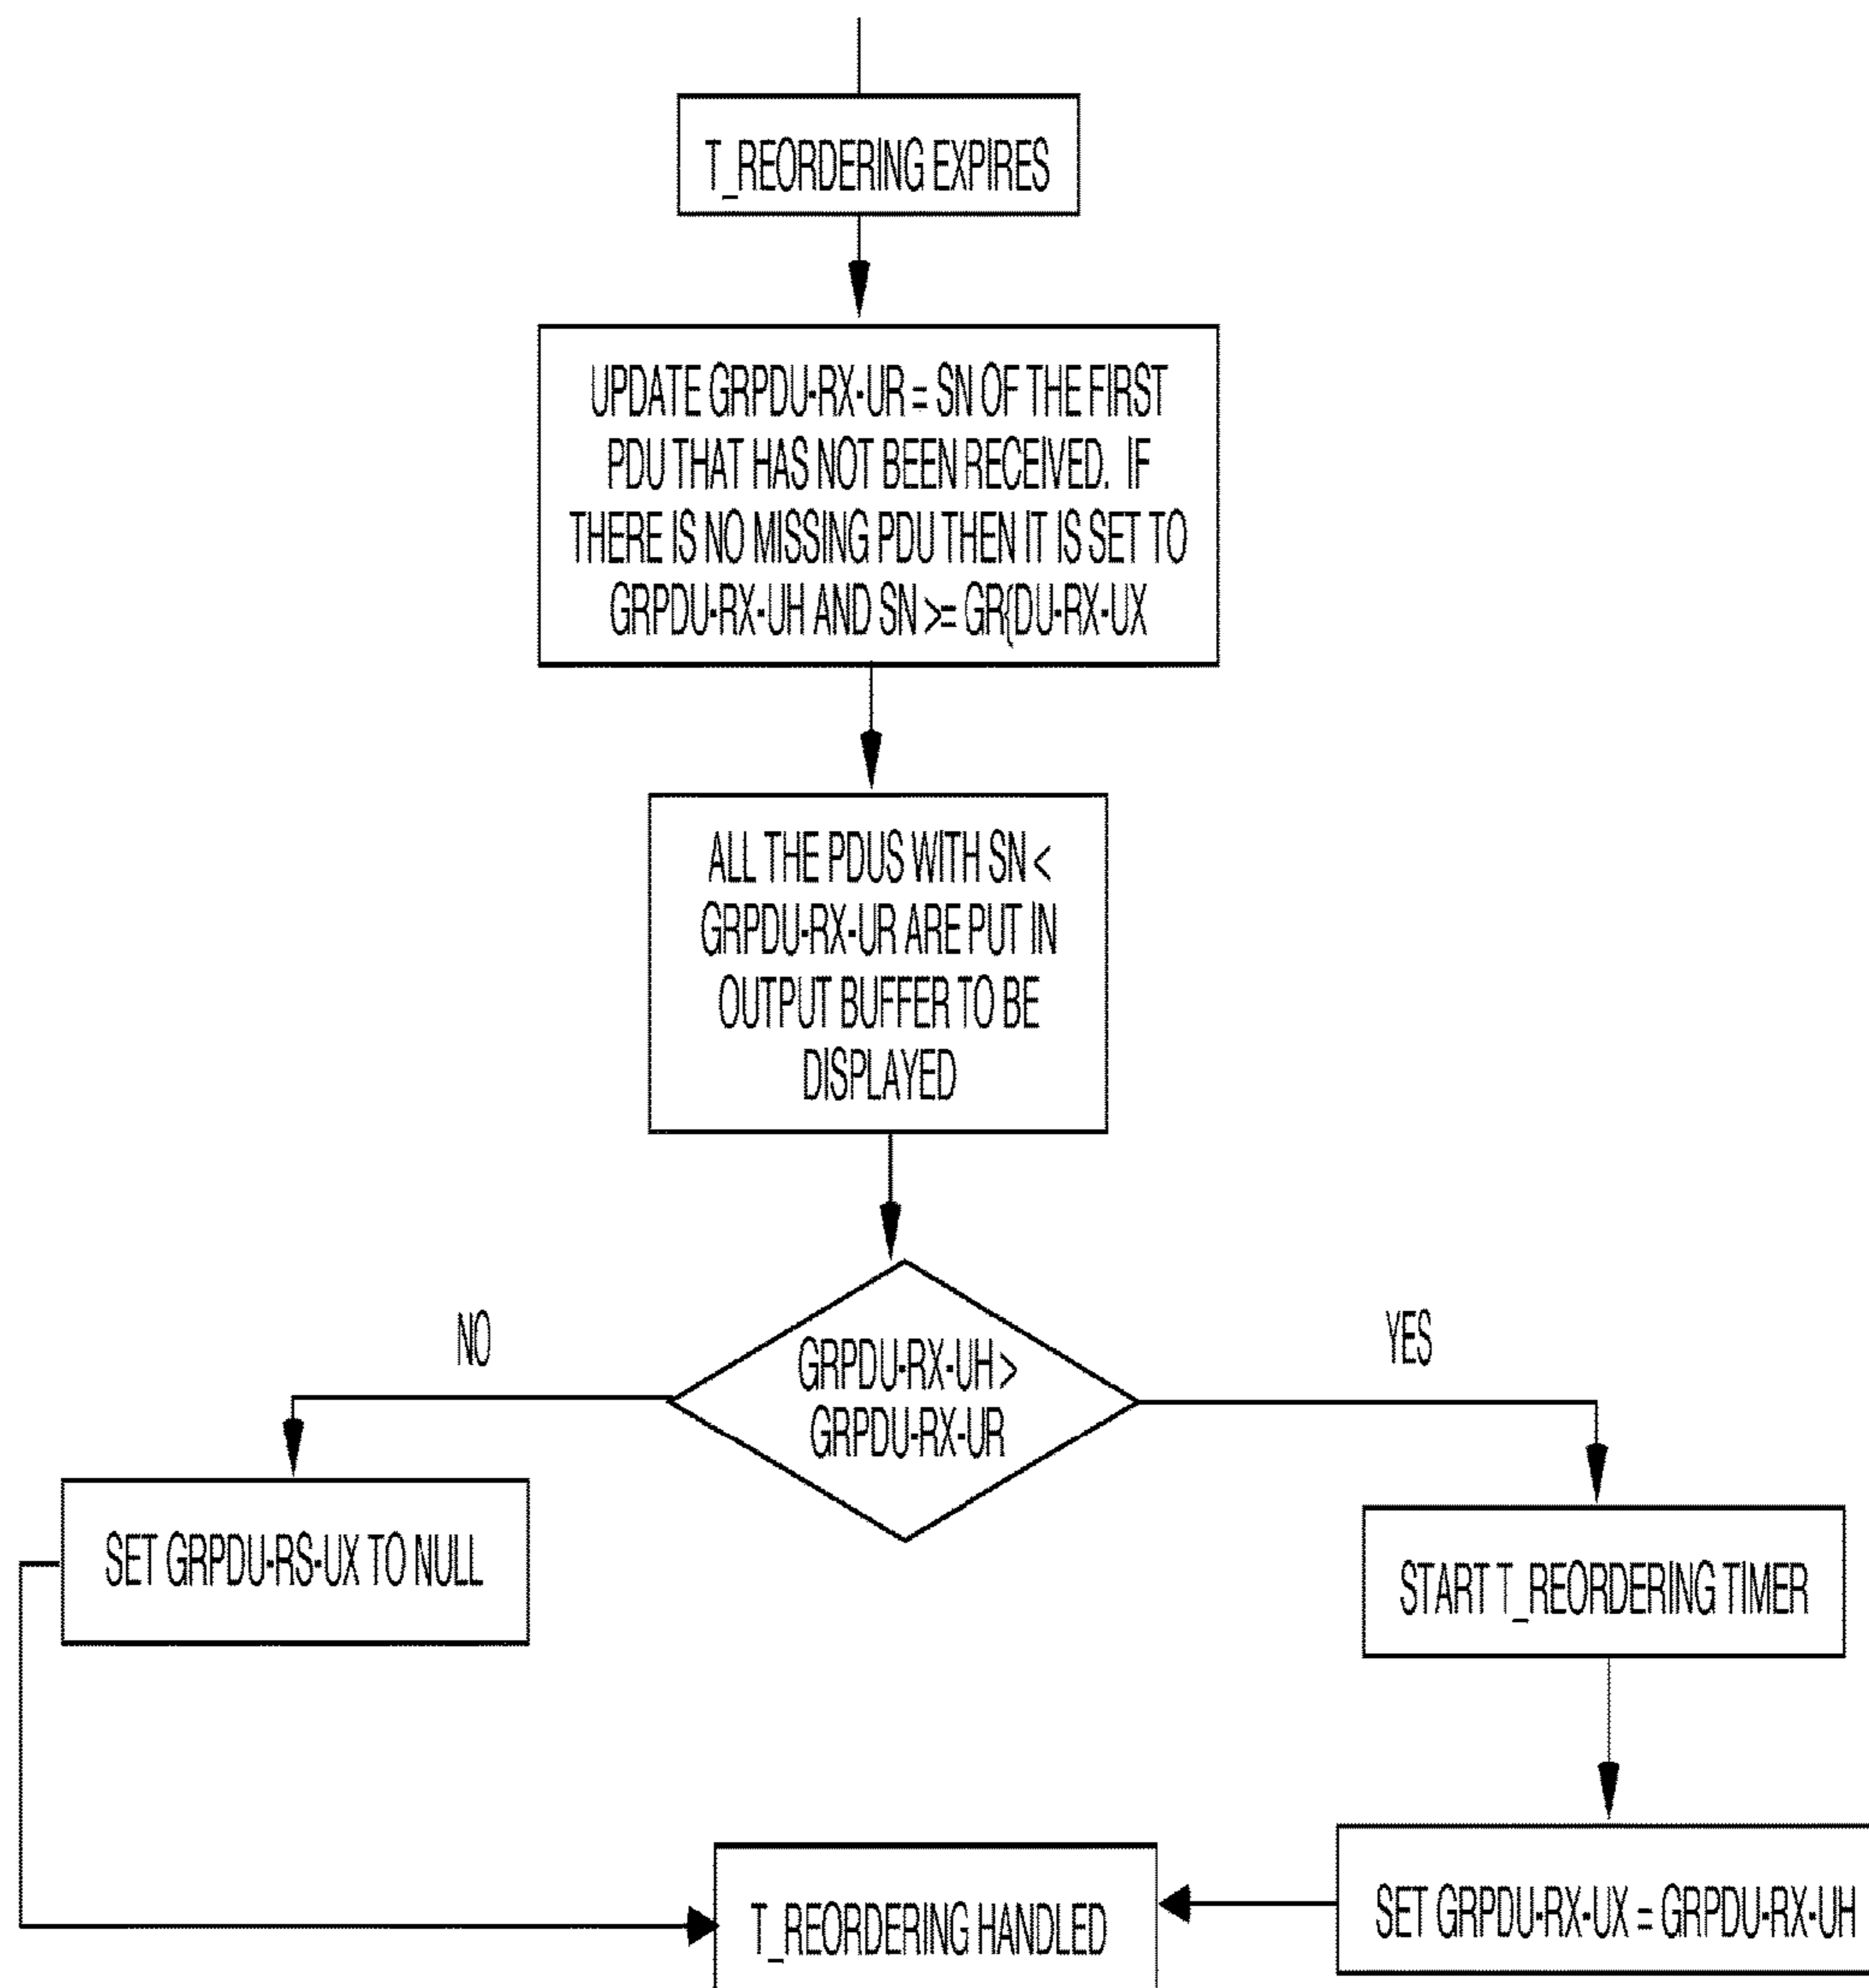 T_REORDERING EXPIRES
UPDATE GRPDU-RX-UR = SN OF THE FIRST
PDU THAT HAS NOT BEEN RECEIVED. IF
THERE IS NO MISSING PDU THEN IT IS SET TO
GRPDU-RX-UH AND SN >= GR{DU-RX-UX
ALL THE PDUS WITH SN <
GRPDU-RX-UR ARE PUT IN
OUTPUT BUFFER TO BE
DISPLAYED
GRPDU-RX-UH >
GRPDU-RX-UR
NO
YES
SET GRPDU-RS-UX TO NULL
START T_REORDERING TIMER
SET GRPDU-RX-UX = GRPDU-RX-UH
T_REORDERING HANDLED